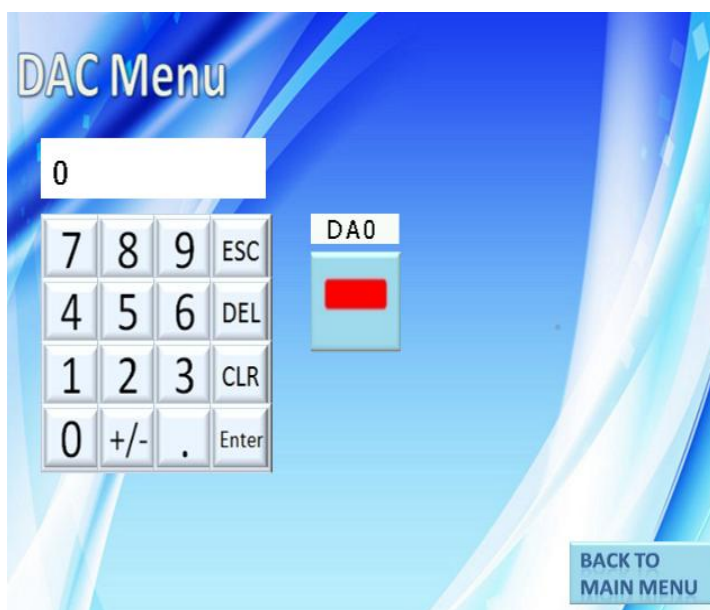 DAC Menu
0
DA0
7 8 9 ESC
4 5 6 DEL
1 2 3 CLR
0 +/- . Enter
BACK TO
MAIN MENU